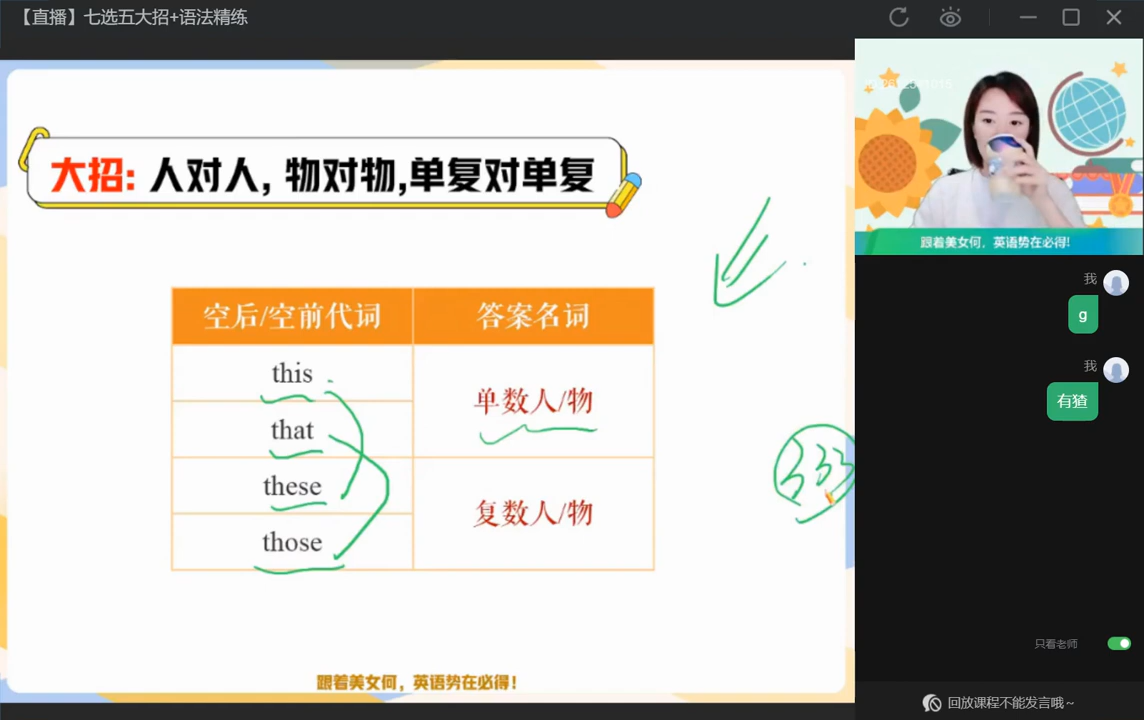 【直播】七选五大招+语法精练
大招: 人对人, 物对物,单复对单复
空后/空前代词
答案名词
this
that
单数人/物
these
those
复数人/物
跟着美女何，英语势在必得!
跟着美女何，英语势在必得!
我
g
我
有猹
只看老师
回放课程不能发言哦~